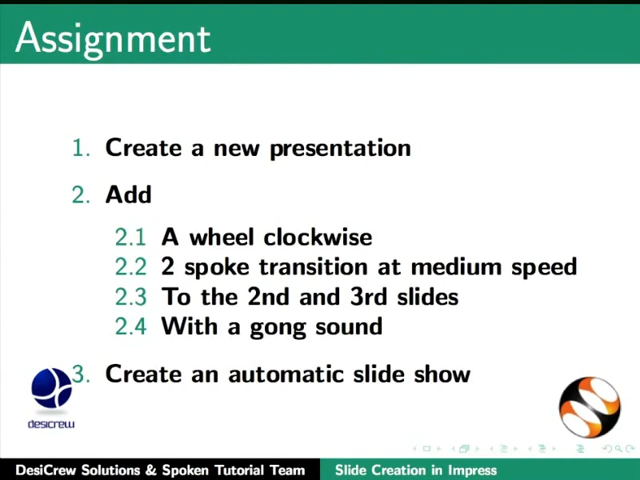 Assignment
1. Create a new presentation
2. Add
2.1 A wheel clockwise
2.2 2 spoke transition at medium speed
2.3 To the 2nd and 3rd slides
2.4 With a gong sound
3. Create an automatic slide show
desicrew
DesiCrew Solutions & Spoken Tutorial Team Slide Creation in Impress